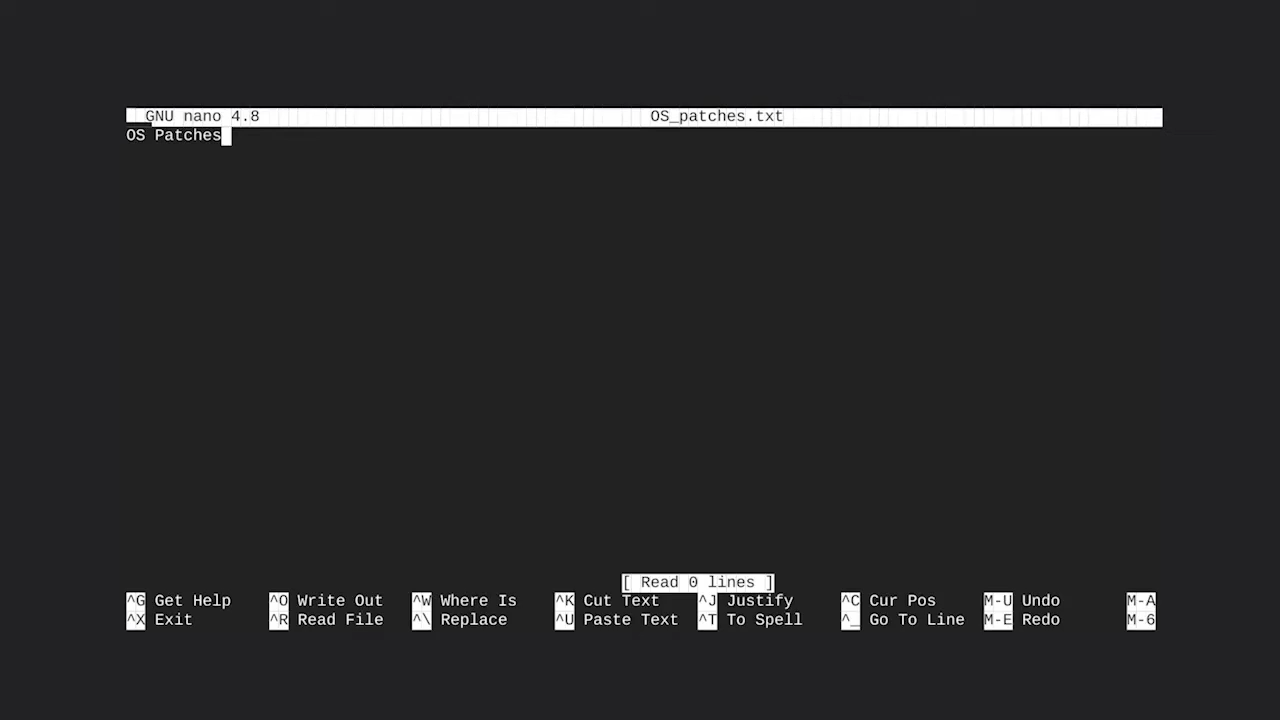 GNU nano 4.8 OS_patches.txt
OS Patches
[ Read 0 lines ]
^G Get Help ^O Write Out ^W Where Is ^K Cut Text ^J Justify ^C Cur Pos M-U Undo M-A
^X Exit ^R Read File ^\ Replace ^U Paste Text ^T To Spell ^_ Go To Line M-E Redo M-6